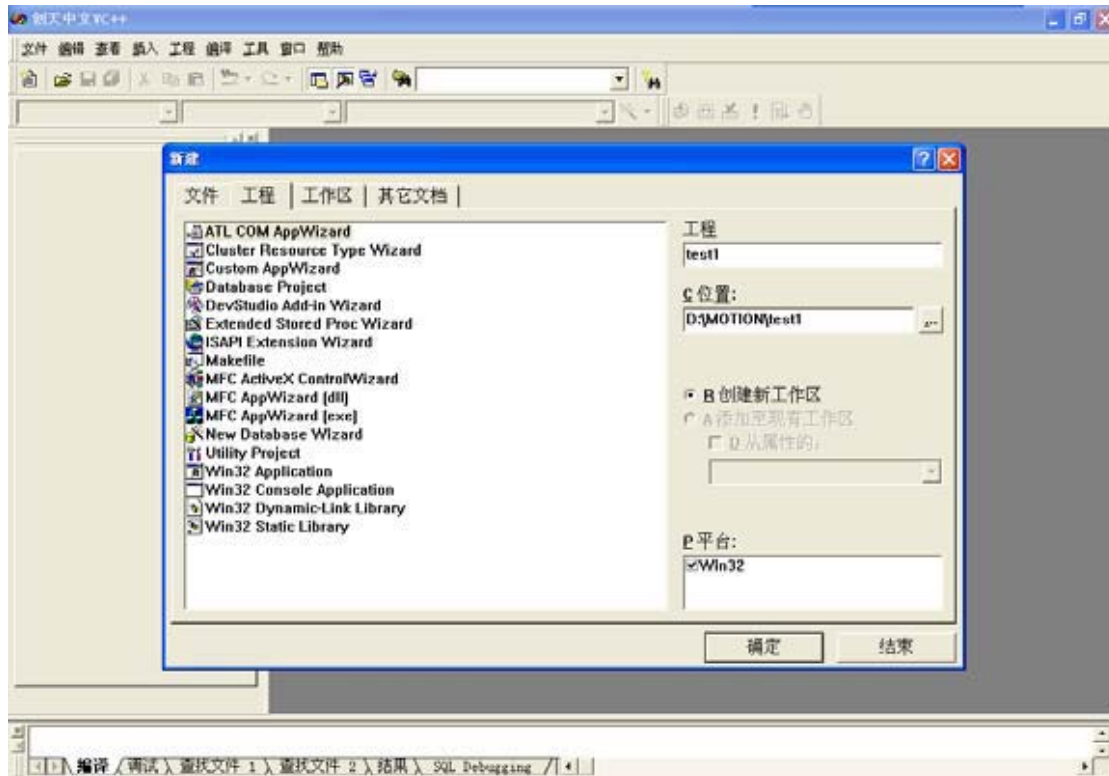 创天中文VC++
文件 编辑 查看 插入 工程 编译 工具 窗口 帮助
新建
文件 工程 工作区 其它文档
ATL COM AppWizard
Cluster Resource Type Wizard
Custom AppWizard
Database Project
DevStudio Add-in Wizard
Extended Stored Proc Wizard
ISAPI Extension Wizard
Makefile
MFC ActiveX ControlWizard
MFC AppWizard (dll)
MFC AppWizard [exe]
New Database Wizard
Utility Project
Win32 Application
Win32 Console Application
Win32 Dynamic-Link Library
Win32 Static Library
工程
test1
C 位置:
D:\MOTION\test1
...
B 创建新工作区
A 添加至现有工作区
D 从属性的:
P 平台:
Win32
确定 结束
编译 调试 查找文件 1 查找文件 2 结果 SQL Debugging